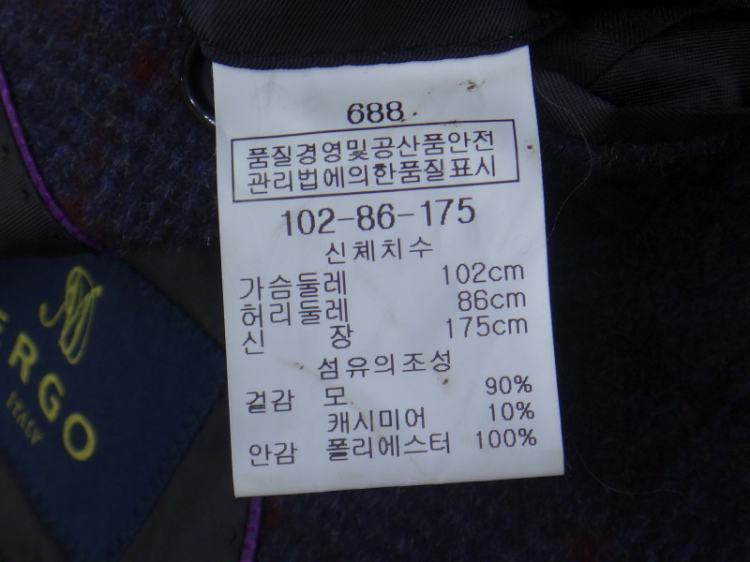 688
품질경영및공산품안전
관리법에의한품질표시
102-86-175
신체치수
가슴둘레 102cm
허리둘레 86cm
신 장 175cm
섬유의조성
겉감 모 90%
캐시미어 10%
안감 폴리에스터 100%
ERGO
ITALY